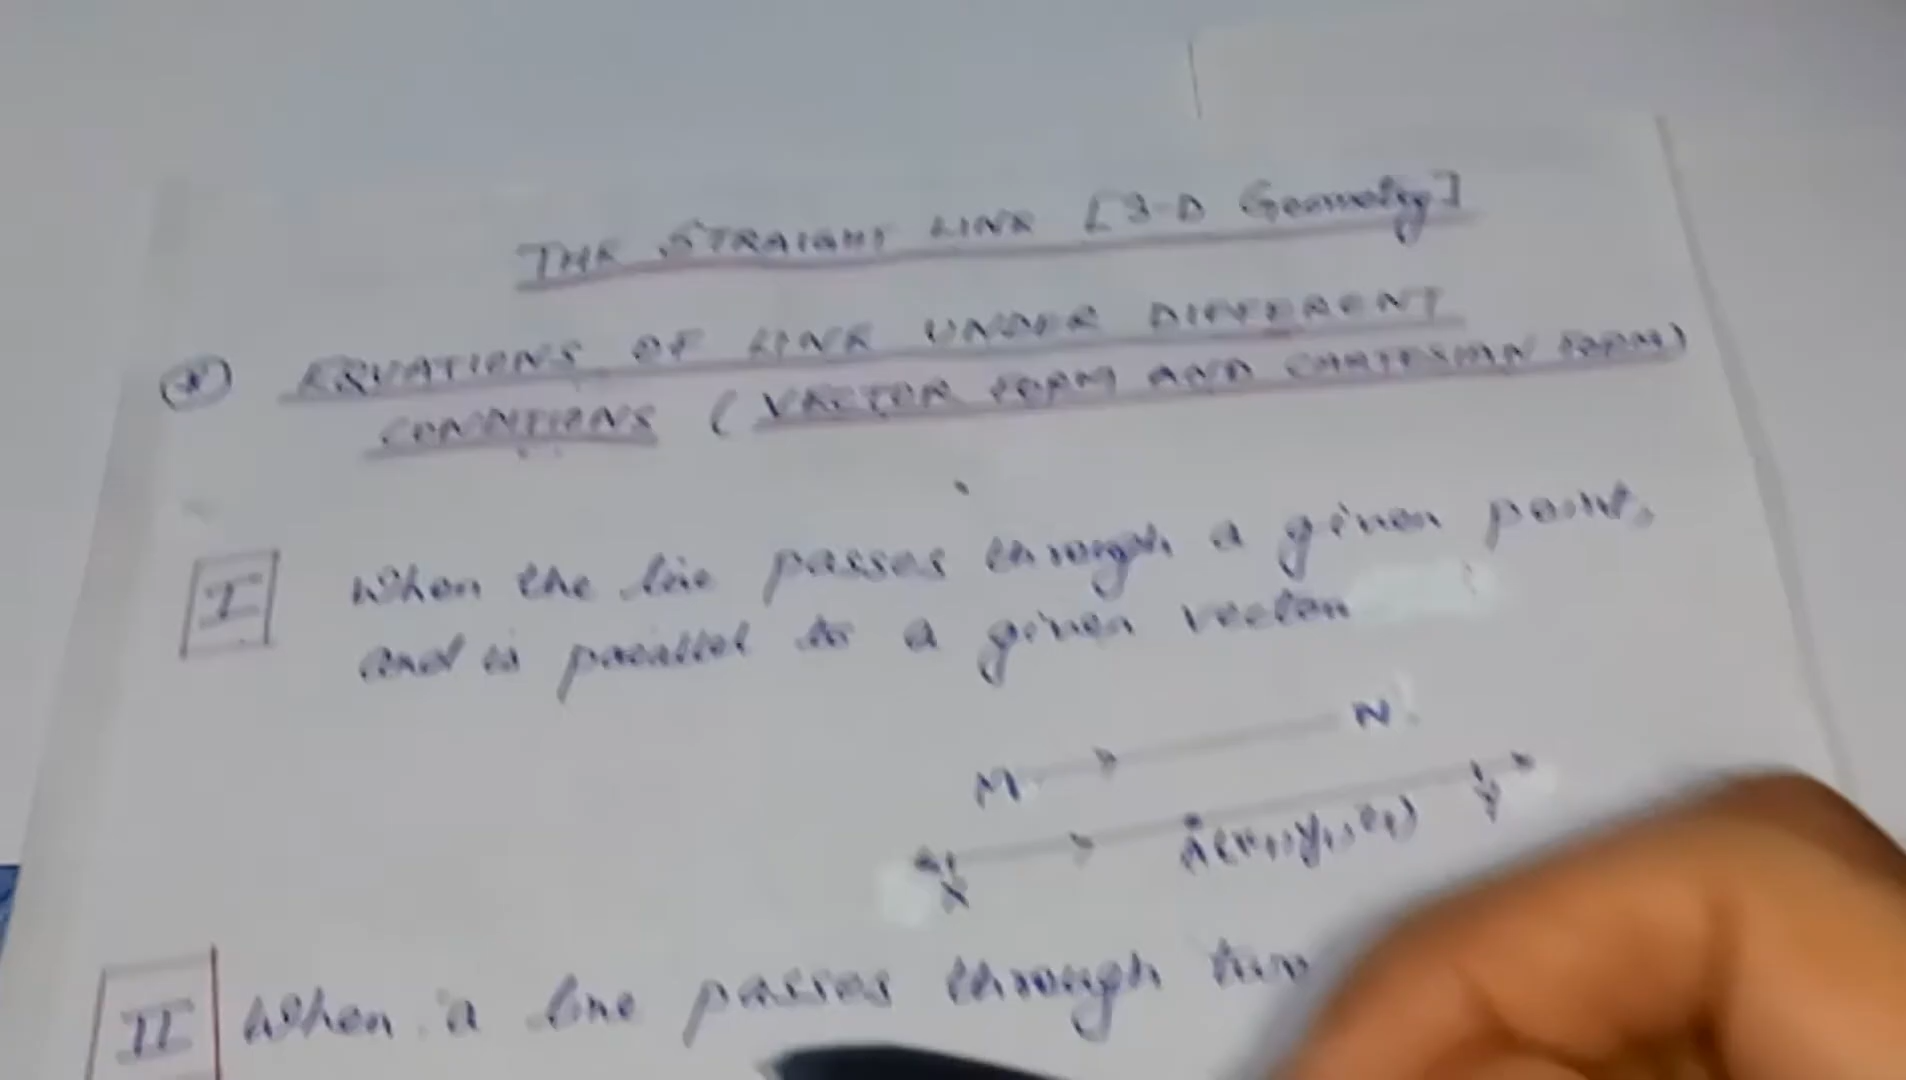 THE STRAIGHT LINE [3-D Geometry]
* EQUATIONS OF LINE UNDER DIFFERENT
CONDITIONS (VECTOR FORM AND CARTESIAN FORM)
I When the line passes through a given point,
and is parallel to a given vector
M N
X A(x₁,y₁,z₁) Y
II When a line passes through two